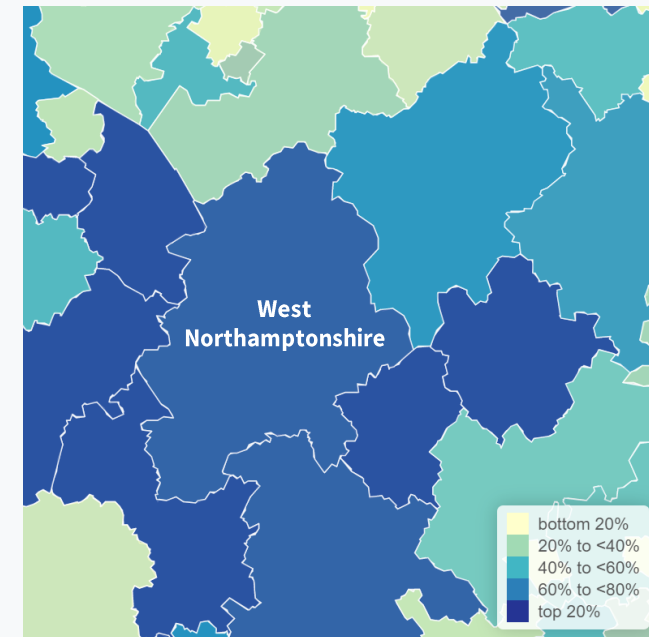 West
Northamptonshire
bottom 20%
20% to <40%
40% to <60%
60% to <80%
top 20%